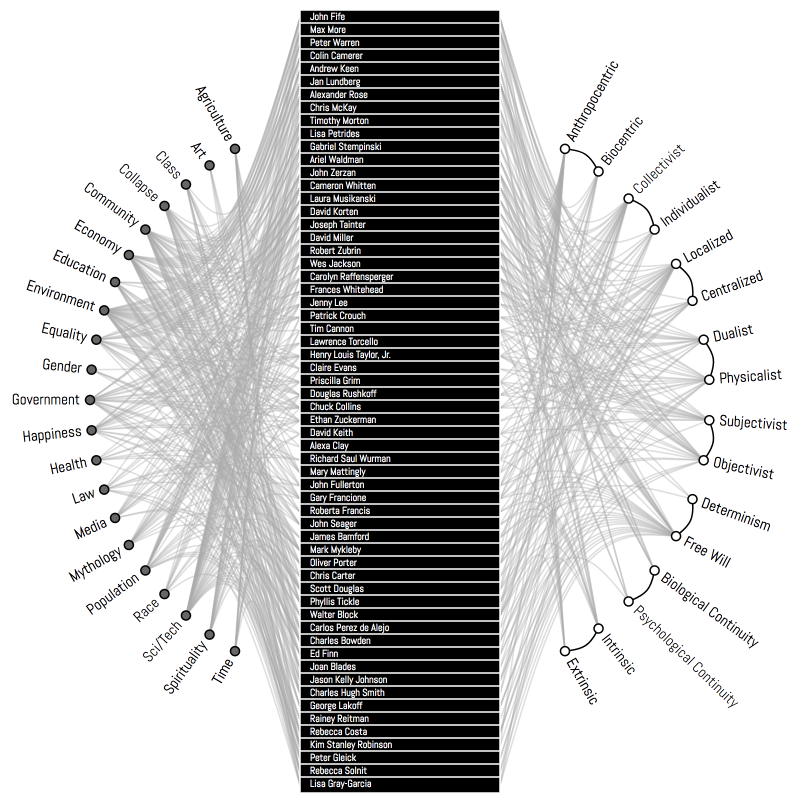 Agriculture
Art
Class
Collapse
Community
Economy
Education
Environment
Equality
Gender
Government
Happiness
Health
Law
Media
Mythology
Population
Race
Sci/Tech
Spirituality
Time
John Fife
Max More
Peter Warren
Colin Camerer
Andrew Keen
Jan Lundberg
Alexander Rose
Chris McKay
Timothy Morton
Lisa Petrides
Gabriel Stempinski
Ariel Waldman
John Zerzan
Cameron Whitten
Laura Musikanski
David Korten
Joseph Tainter
David Miller
Robert Zubrin
Wes Jackson
Carolyn Raffensperger
Frances Whitehead
Jenny Lee
Patrick Crouch
Tim Cannon
Lawrence Torcello
Henry Louis Taylor, Jr.
Claire Evans
Priscilla Grim
Douglas Rushkoff
Chuck Collins
Ethan Zuckerman
David Keith
Alexa Clay
Richard Saul Wurman
Mary Mattingly
John Fullerton
Gary Francione
Roberta Francis
John Seager
James Bamford
Mark Mykleby
Oliver Porter
Chris Carter
Scott Douglas
Phyllis Tickle
Walter Block
Carlos Perez de Alejo
Charles Bowden
Ed Finn
Joan Blades
Jason Kelly Johnson
Charles Hugh Smith
George Lakoff
Rainey Reitman
Rebecca Costa
Kim Stanley Robinson
Peter Gleick
Rebecca Solnit
Lisa Gray-Garcia
Anthropocentric
Biocentric
Collectivist
Individualist
Localized
Centralized
Dualist
Physicalist
Subjectivist
Objectivist
Determinism
Free Will
Biological Continuity
Psychological Continuity
Intrinsic
Extrinsic